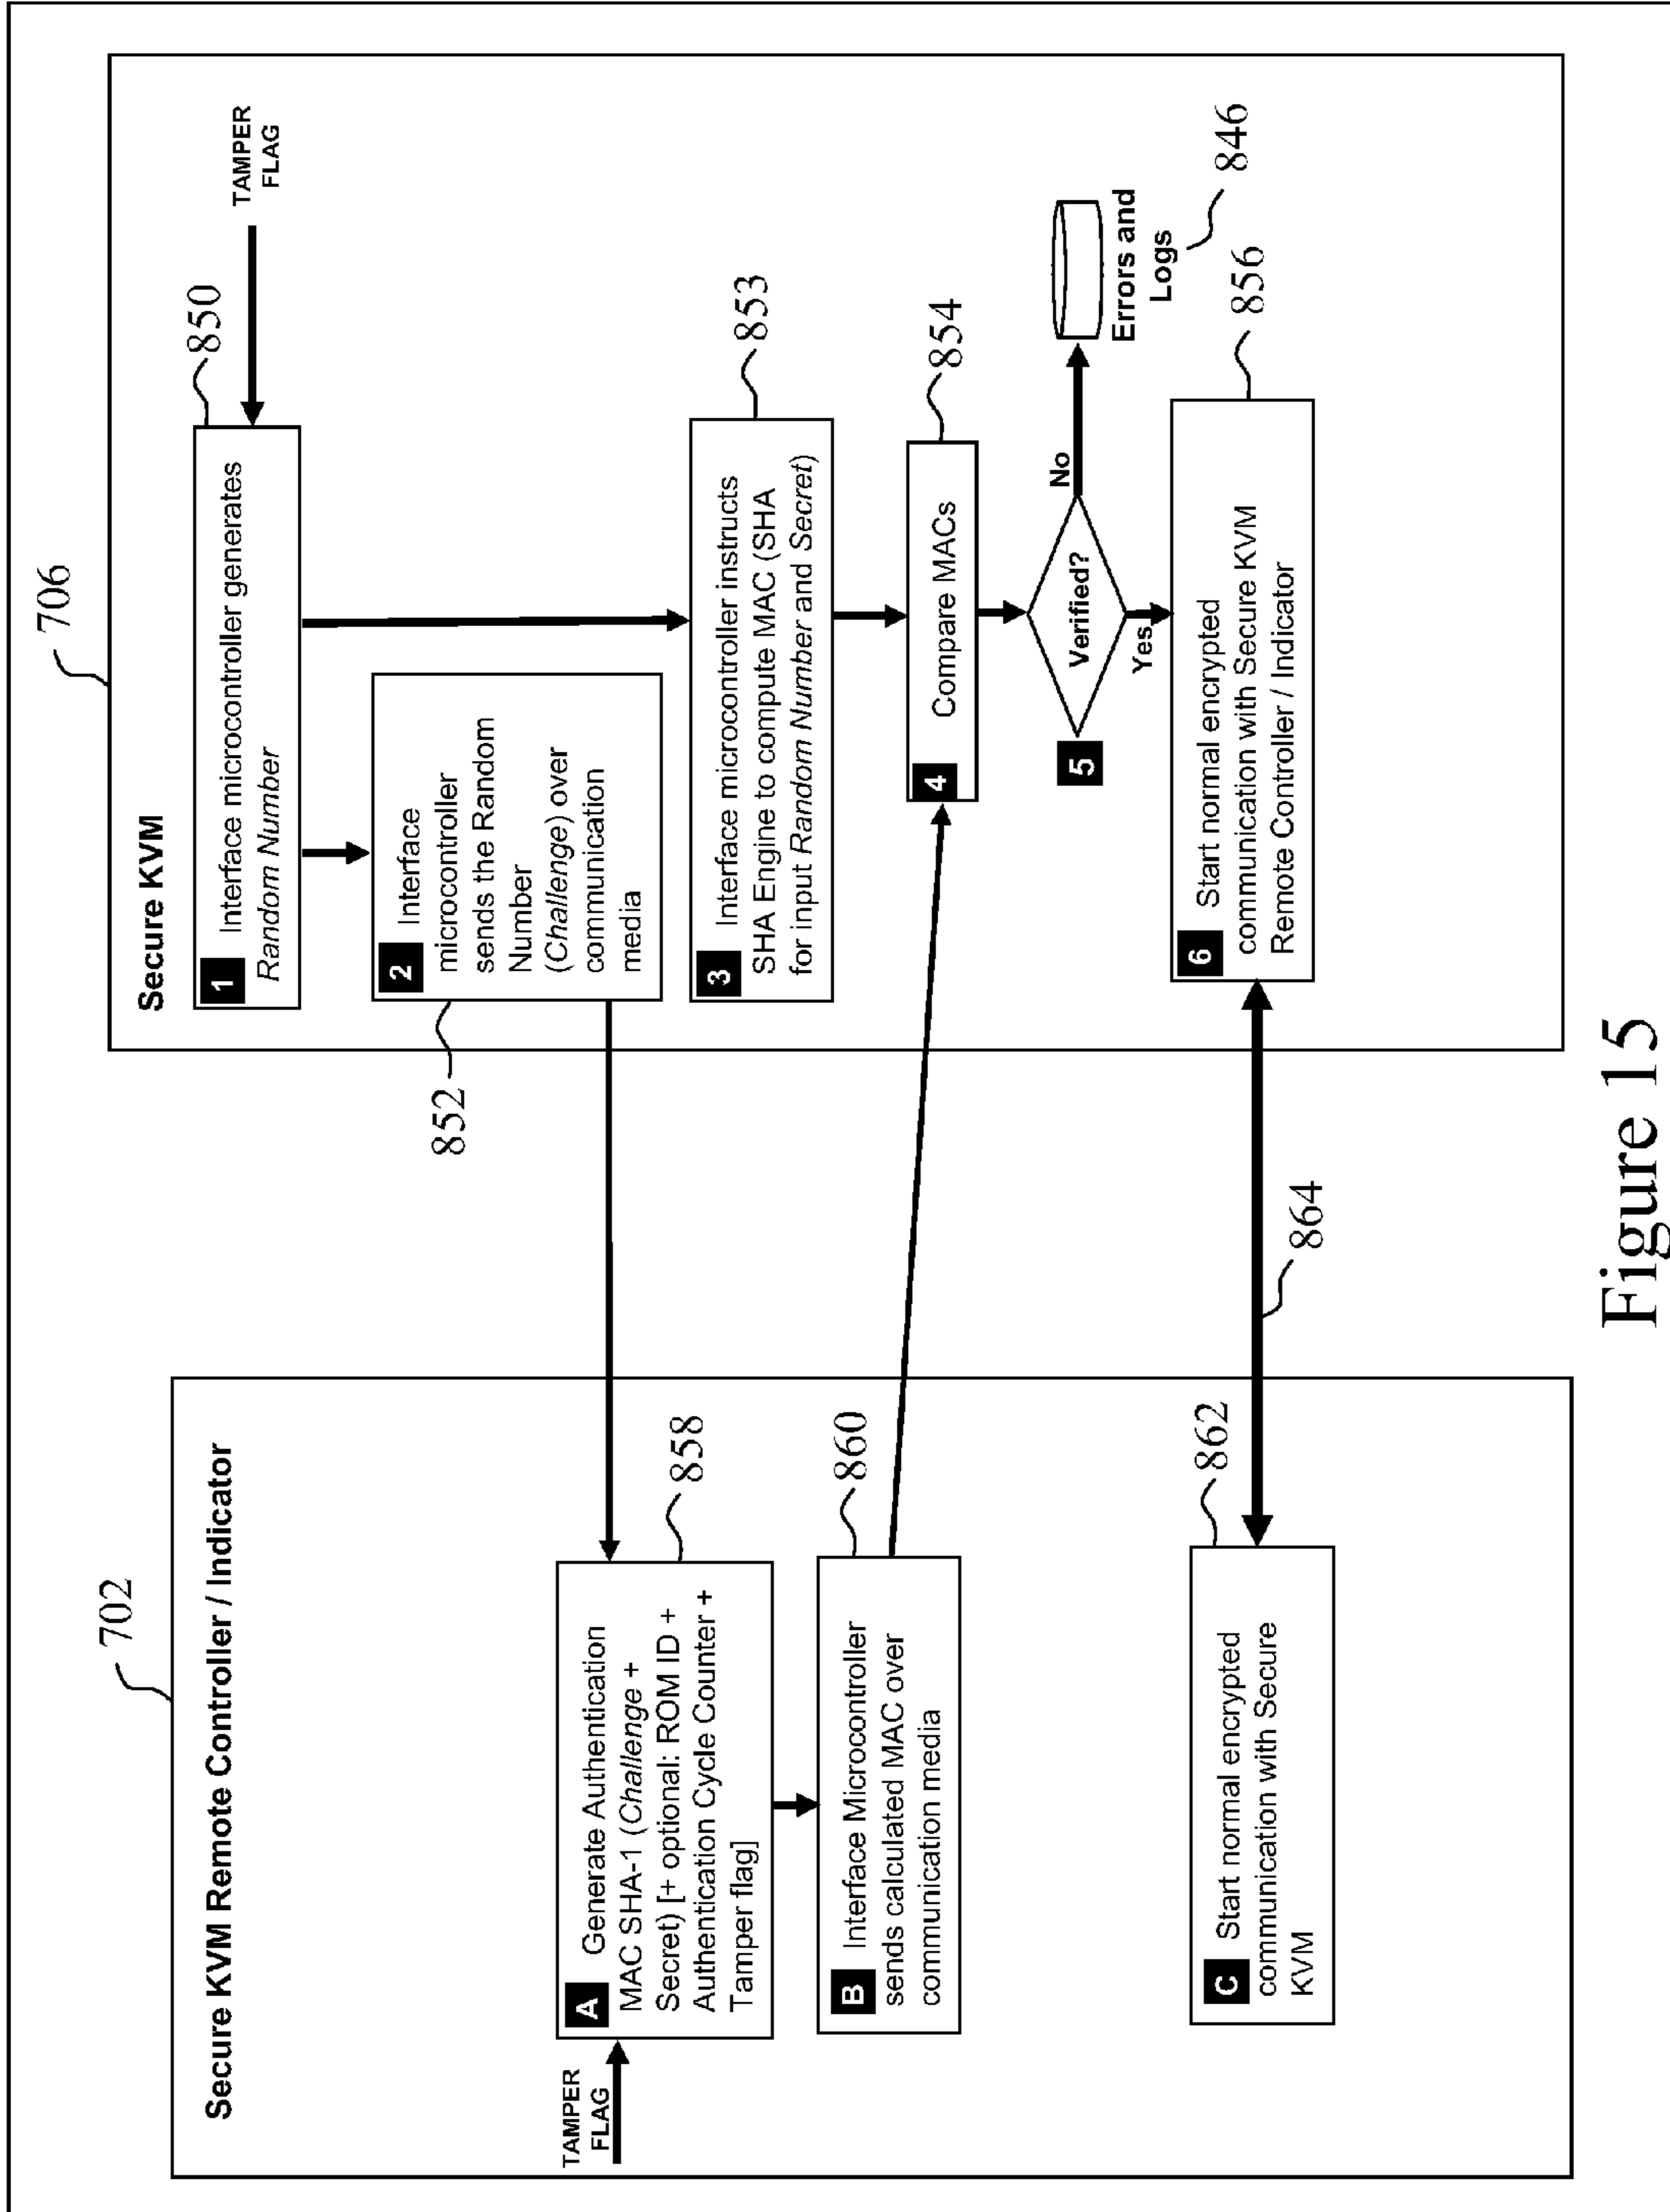 702
Secure KVM Remote Controller / Indicator
TAMPER
FLAG
A Generate Authentication
MAC SHA-1 (Challenge +
Secret) [+ optional: ROM ID +
Authentication Cycle Counter +
Tamper flag]
858
B Interface Microcontroller
sends calculated MAC over
communication media
860
C Start normal encrypted
communication with Secure
KVM
862
864
706
Secure KVM
1 Interface microcontroller generates
Random Number
850
TAMPER
FLAG
2 Interface
microcontroller
sends the Random
Number
(Challenge) over
communication
media
852
3 Interface microcontroller instructs
SHA Engine to compute MAC (SHA
for input Random Number and Secret)
853
4 Compare MACs
854
5
Verified?
No
Yes
Errors and
Logs
846
6 Start normal encrypted
communication with Secure KVM
Remote Controller / Indicator
856
Figure 15